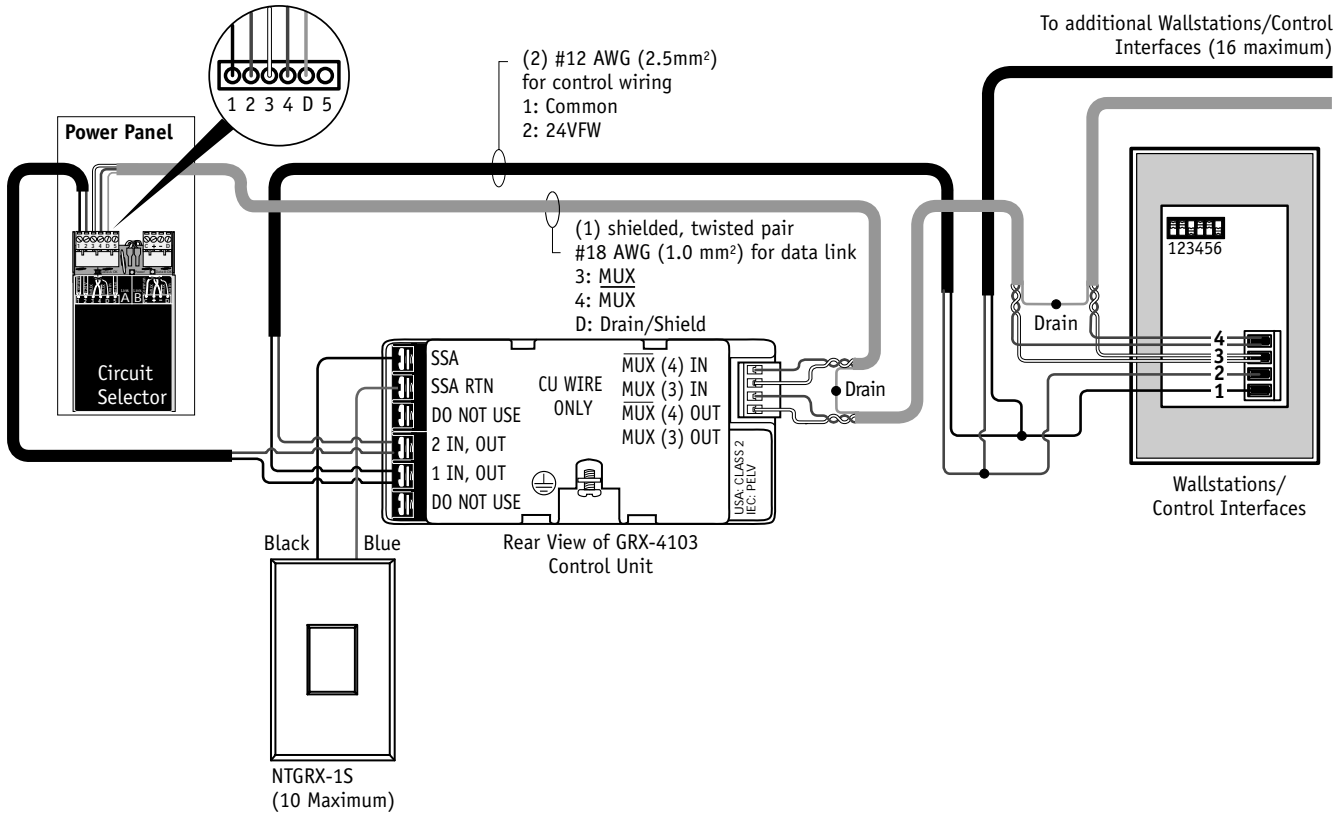 To additional Wallstations/Control
Interfaces (16 maximum)
(2) #12 AWG (2.5mm²)
for control wiring
1: Common
2: 24VFW
1 2 3 4 D 5
Power Panel
1 2 3 4 D 5
A B
Circuit
Selector
(1) shielded, twisted pair
#18 AWG (1.0 mm²) for data link
3: MUX
4: M̅U̅X̅
D: Drain/Shield
123456
Drain
4
3
2
1
Wallstations/
Control Interfaces
SSA
SSA RTN
DO NOT USE
2 IN, OUT
1 IN, OUT
DO NOT USE
CU WIRE
ONLY
M̅U̅X̅ (4) IN
MUX (3) IN
M̅U̅X̅ (4) OUT
MUX (3) OUT
USA: CLASS 2
IEC: PELV
Drain
Rear View of GRX-4103
Control Unit
Black
Blue
NTGRX-1S
(10 Maximum)